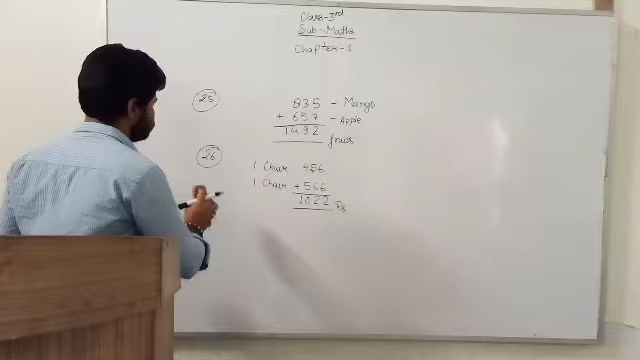 Class-3rd
Sub-Maths
Chapter-1
25
835 - Mango
+ 657 - Apple
1492 fruits
26
1 Chair 456
1 Chair + 566
1022 Rs